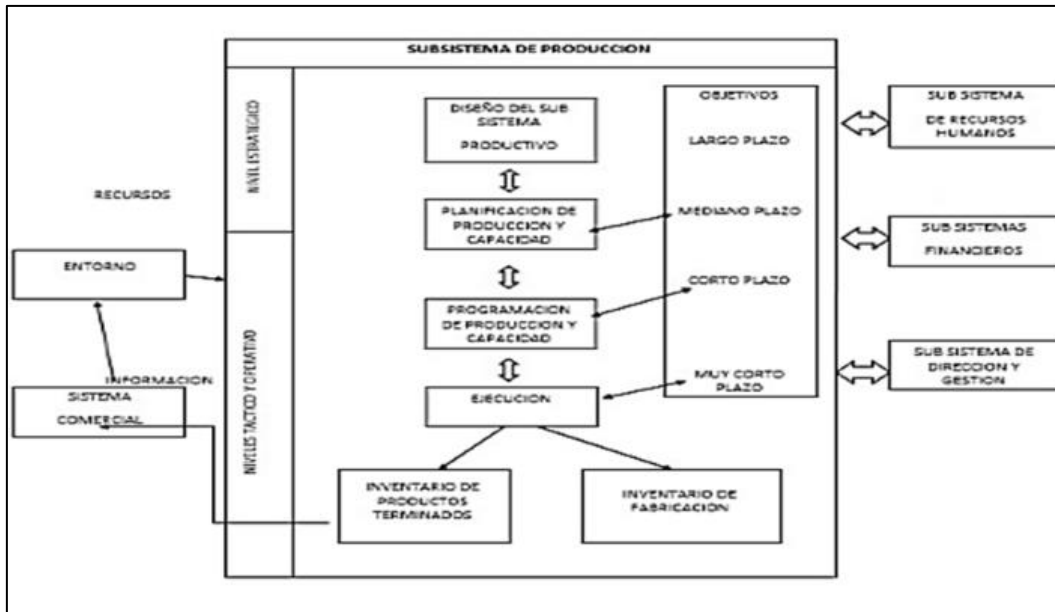 SUBSISTEMA DE PRODUCCION
NIVEL ESTRATEGICO
DISEÑO DEL SUB
SISTEMA
PRODUCTIVO
PLANIFICACION DE
PRODUCCION Y
CAPACIDAD
PROGRAMACION
DE PRODUCCION Y
CAPACIDAD
EJECUCION
INVENTARIO DE
PRODUCTOS
TERMINADOS
INVENTARIO DE
FABRICACION
OBJETIVOS
LARGO PLAZO
MEDIANO PLAZO
CORTO PLAZO
MUY CORTO
PLAZO
SUB SISTEMA
DE RECURSOS
HUMANOS
SUB SISTEMAS
FINANCIEROS
SUB SISTEMA DE
DIRECCION Y
GESTION
RECURSOS
ENTORNO
INFORMACION
SISTEMA
COMERCIAL
NIVELES TACTICO Y OPERATIVO